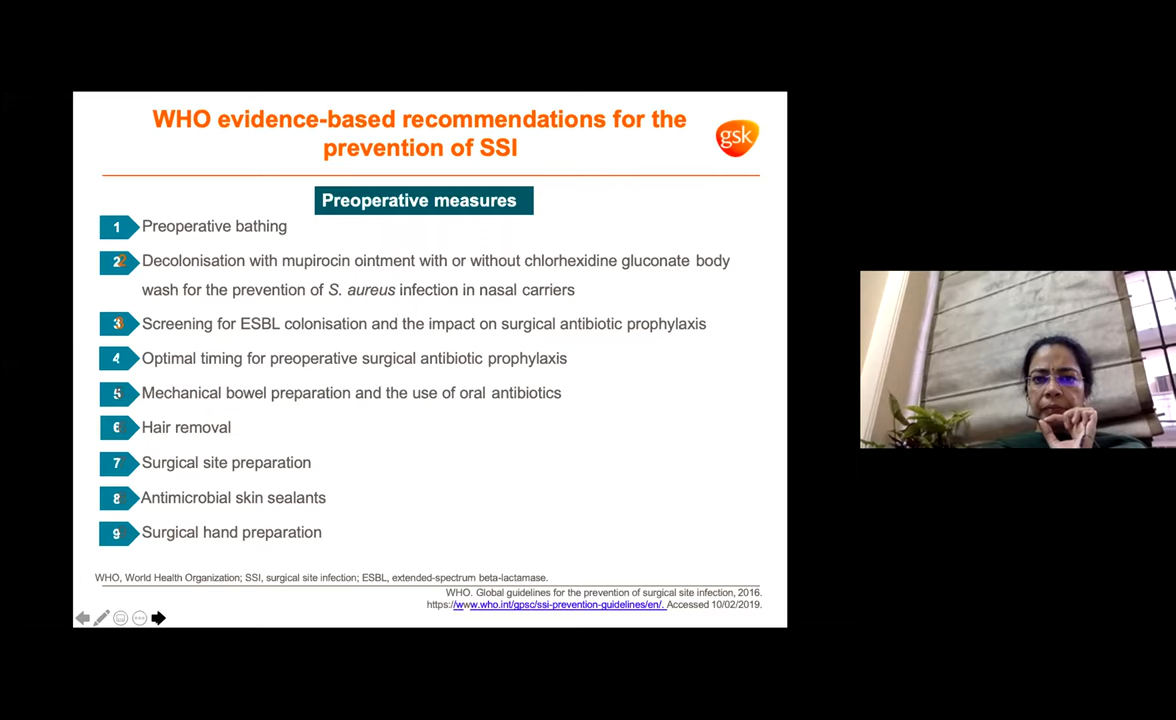 WHO evidence-based recommendations for the
prevention of SSI
gsk
Preoperative measures
1 Preoperative bathing
2 Decolonisation with mupirocin ointment with or without chlorhexidine gluconate body
wash for the prevention of S. aureus infection in nasal carriers
3 Screening for ESBL colonisation and the impact on surgical antibiotic prophylaxis
4 Optimal timing for preoperative surgical antibiotic prophylaxis
5 Mechanical bowel preparation and the use of oral antibiotics
6 Hair removal
7 Surgical site preparation
8 Antimicrobial skin sealants
9 Surgical hand preparation
WHO, World Health Organization; SSI, surgical site infection; ESBL, extended-spectrum beta-lactamase.
WHO. Global guidelines for the prevention of surgical site infection, 2016.
https://www.who.int/gpsc/ssi-prevention-guidelines/en/. Accessed 10/02/2019.